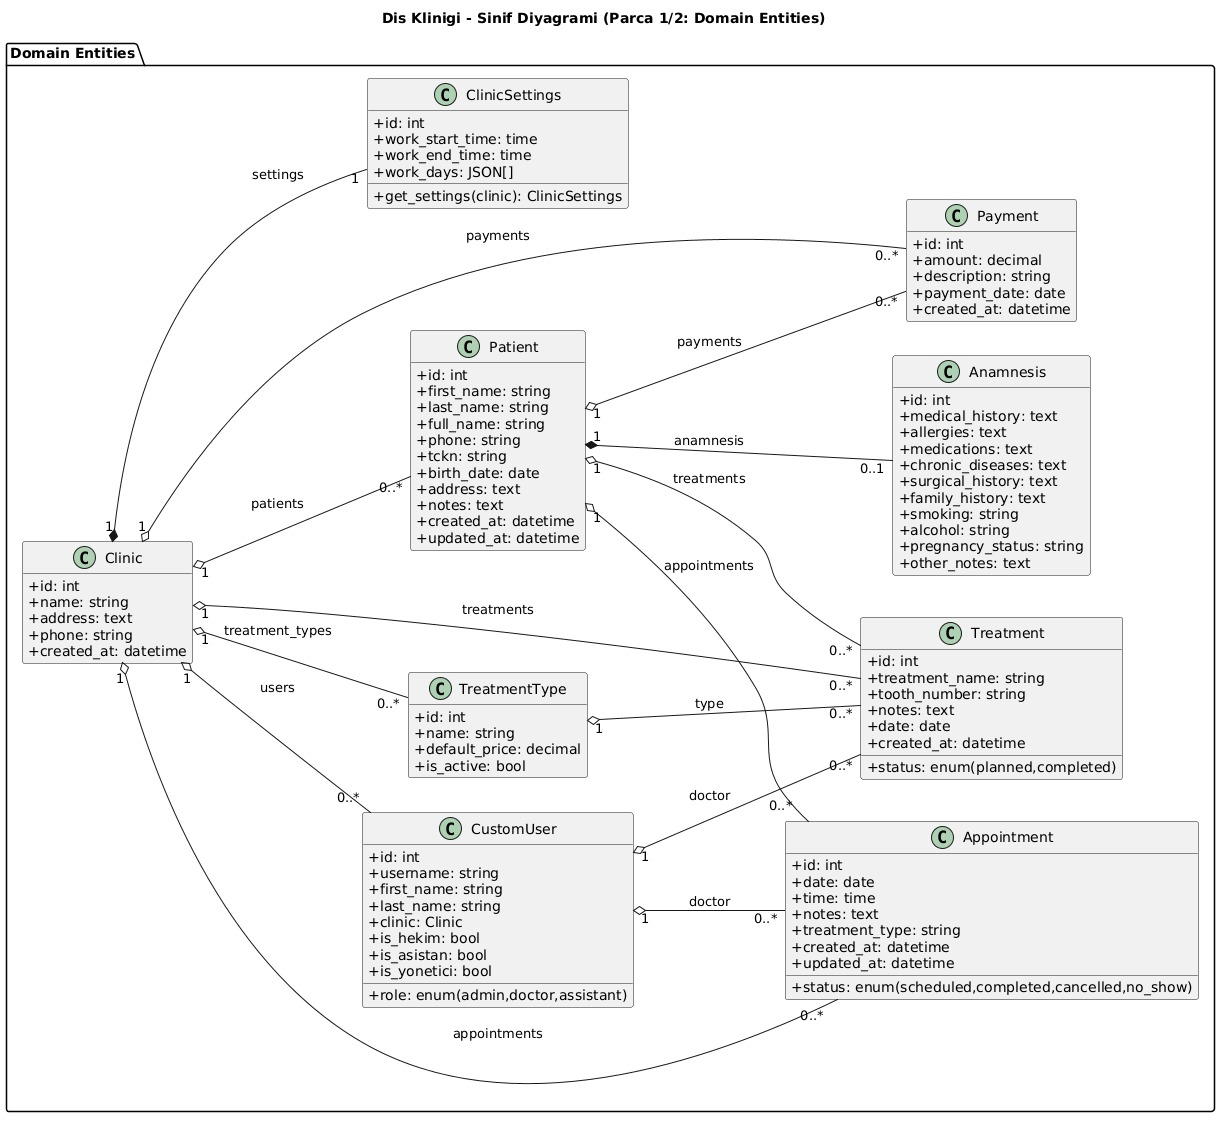 Dis Klinigi - Sinif Diyagrami (Parca 1/2: Domain Entities)
Domain Entities
C ClinicSettings
+id: int
+work_start_time: time
+work_end_time: time
+work_days: JSON[]
+get_settings(clinic): ClinicSettings
settings
1
1
payments
0..*
1
C Payment
+id: int
+amount: decimal
+description: string
+payment_date: date
+created_at: datetime
payments
0..*
1
C Patient
+id: int
+first_name: string
+last_name: string
+full_name: string
+phone: string
+tckn: string
+birth_date: date
+address: text
+notes: text
+created_at: datetime
+updated_at: datetime
1
anamnesis
0..1
C Anamnesis
+id: int
+medical_history: text
+allergies: text
+medications: text
+chronic_diseases: text
+surgical_history: text
+family_history: text
+smoking: string
+alcohol: string
+pregnancy_status: string
+other_notes: text
1
treatments
0..*
1
appointments
0..*
patients
0..*
1
C Clinic
+id: int
+name: string
+address: text
+phone: string
+created_at: datetime
1
treatments
0..*
1
treatment_types
0..*
1
users
0..*
1
appointments
0..*
C TreatmentType
+id: int
+name: string
+default_price: decimal
+is_active: bool
1
type
0..*
C Treatment
+id: int
+treatment_name: string
+tooth_number: string
+notes: text
+date: date
+created_at: datetime
+status: enum(planned,completed)
C CustomUser
+id: int
+username: string
+first_name: string
+last_name: string
+clinic: Clinic
+is_hekim: bool
+is_asistan: bool
+is_yonetici: bool
+role: enum(admin,doctor,assistant)
doctor
0..*
1
doctor
1
0..*
C Appointment
+id: int
+date: date
+time: time
+notes: text
+treatment_type: string
+created_at: datetime
+updated_at: datetime
+status: enum(scheduled,completed,cancelled,no_show)